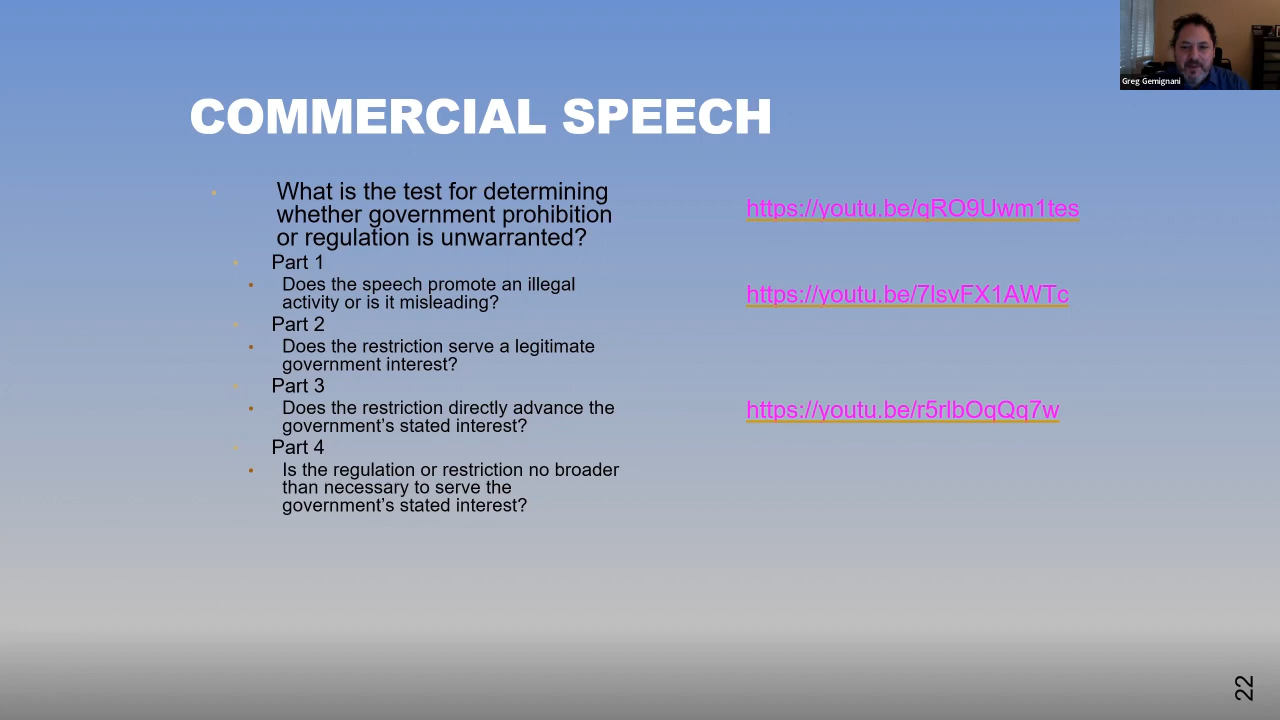 Greg Gemignani
COMMERCIAL SPEECH
What is the test for determining
whether government prohibition
or regulation is unwarranted?
Part 1
Does the speech promote an illegal
activity or is it misleading?
Part 2
Does the restriction serve a legitimate
government interest?
Part 3
Does the restriction directly advance the
government's stated interest?
Part 4
Is the regulation or restriction no broader
than necessary to serve the
government's stated interest?
https://youtu.be/qRO9Uwm1tes
https://youtu.be/7lsvFX1AWTc
https://youtu.be/r5rlbOqQq7w
22